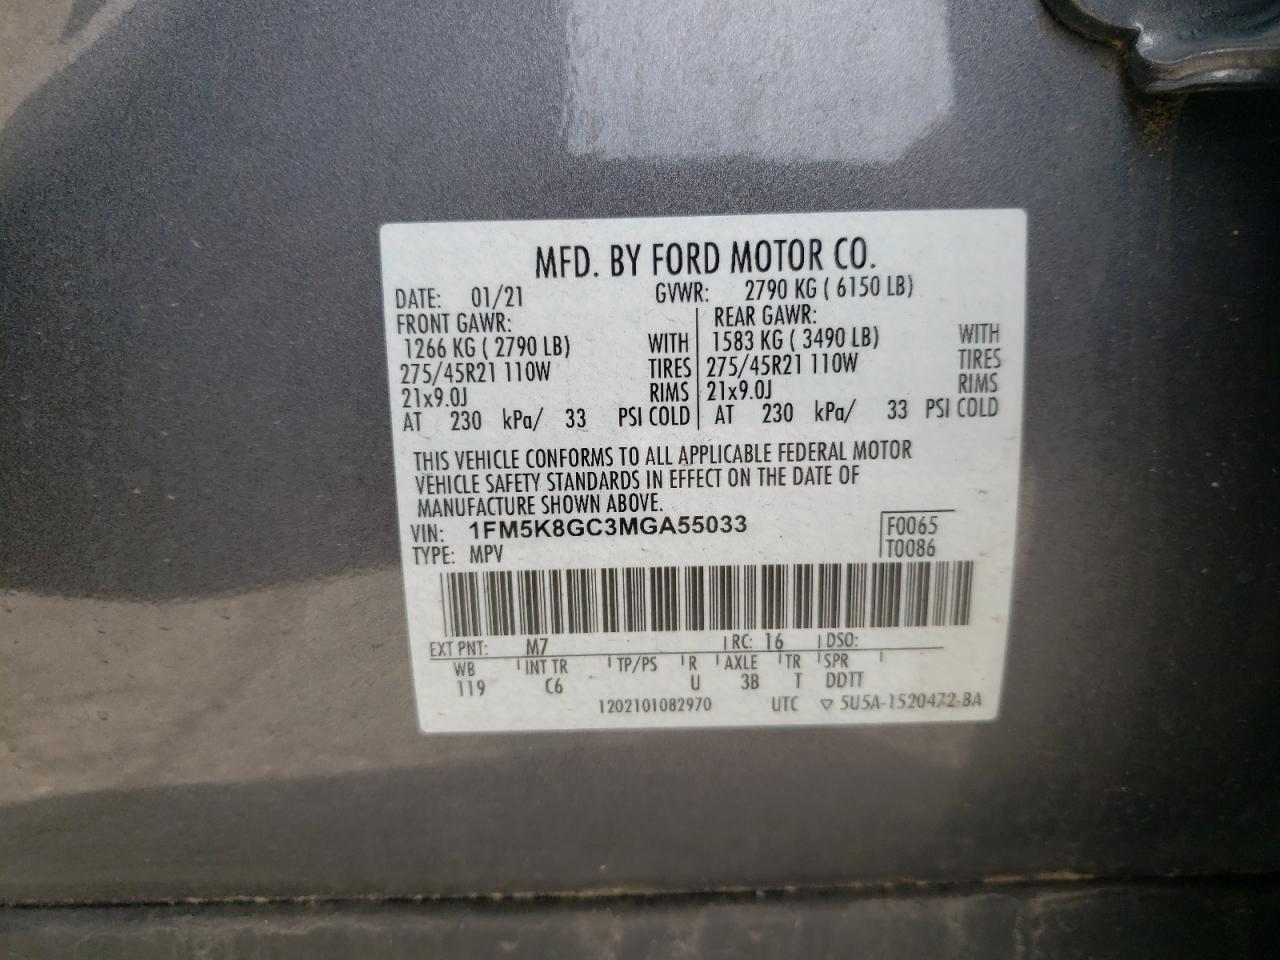 MFD. BY FORD MOTOR CO.
DATE: 01/21 GVWR: 2790 KG ( 6150 LB)
FRONT GAWR: REAR GAWR:
1266 KG ( 2790 LB) WITH 1583 KG ( 3490 LB) WITH
275/45R21 110W TIRES 275/45R21 110W TIRES
21x9.0J RIMS 21x9.0J RIMS
AT 230 kPa/ 33 PSI COLD AT 230 kPa/ 33 PSI COLD
THIS VEHICLE CONFORMS TO ALL APPLICABLE FEDERAL MOTOR
VEHICLE SAFETY STANDARDS IN EFFECT ON THE DATE OF
MANUFACTURE SHOWN ABOVE.
VIN: 1FM5K8GC3MGA55033 F0065
TYPE: MPV T0086
EXT PNT: M7 RC: 16 DSO:
WB INT TR TP/PS R AXLE TR SPR
119 C6 U 3B T DDTT
1202101082970 UTC ▽ 5U5A-1520472-BA